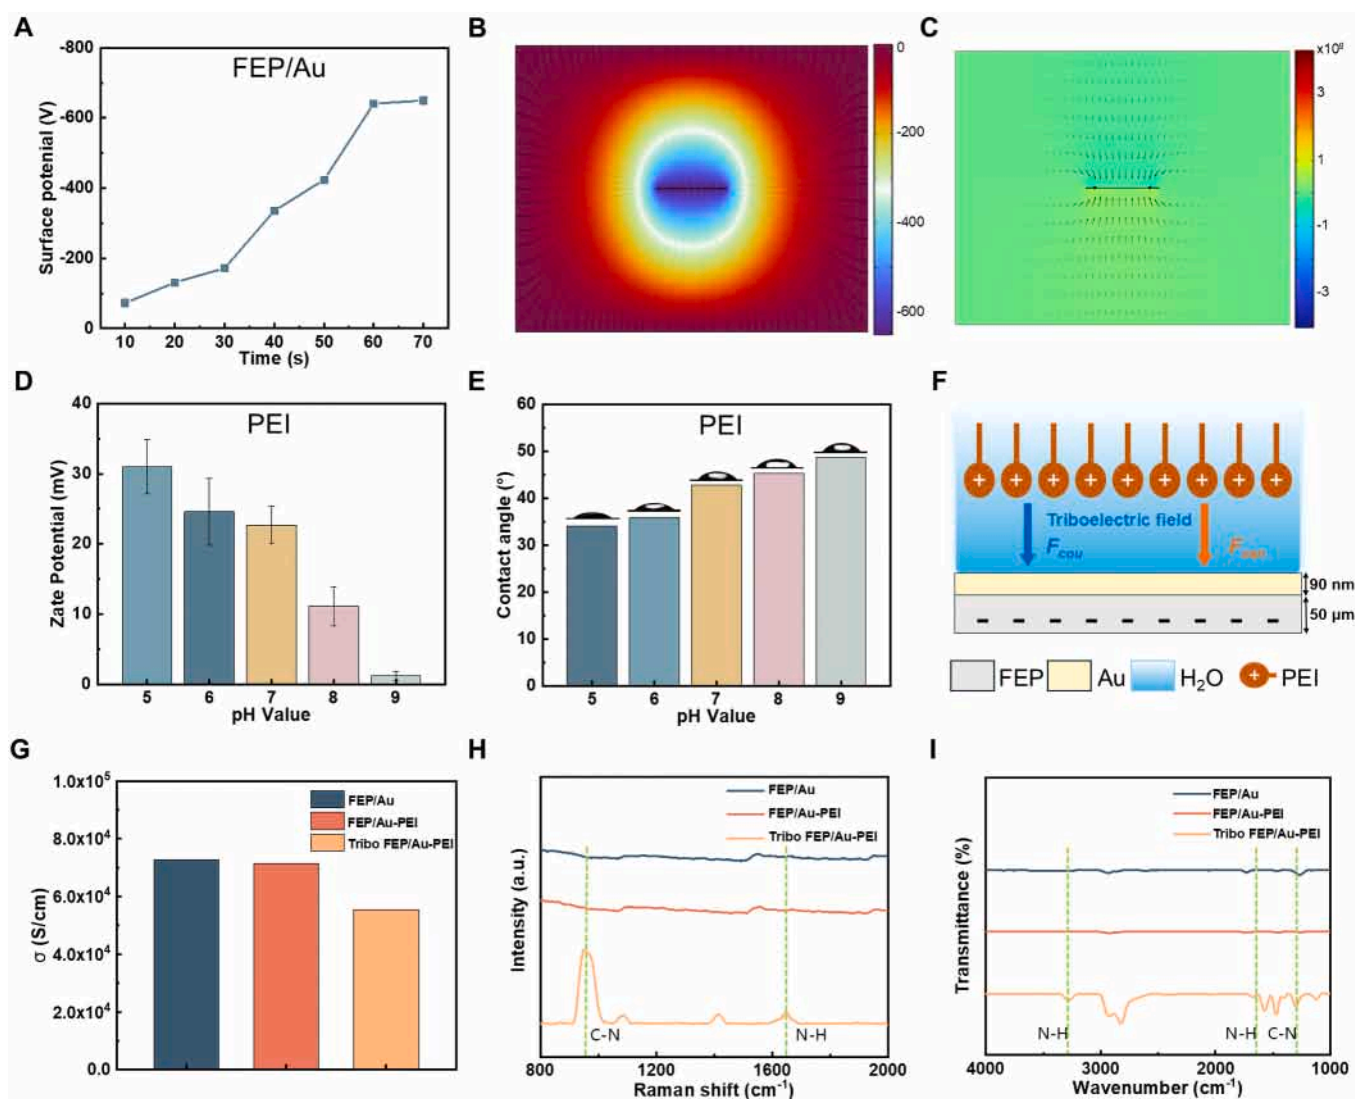 A
FEP/Au
Surface potenial (V)
-800
-600
-400
-200
0
10 20 30 40 50 60 70
Time (s)
B
0
-200
-400
-600
C
x10⁶
3
1
-1
-3
D
PEI
Zate Potential (mV)
40
30
20
10
0
5 6 7 8 9
pH Value
E
PEI
Contact angle (°)
60
50
40
30
20
10
0
5 6 7 8 9
pH Value
F
+ + + + + + + + +
Triboelectric field
F cou
90 nm
50 μm
- - - - - - - - -
FEP Au H₂O + PEI
G
σ (S/cm)
1.0x10⁵
8.0x10⁴
6.0x10⁴
4.0x10⁴
2.0x10⁴
0.0
FEP/Au
FEP/Au-PEI
Tribo FEP/Au-PEI
H
Intensity (a.u.)
FEP/Au
FEP/Au-PEI
Tribo FEP/Au-PEI
C-N
N-H
800 1200 1600 2000
Raman shift (cm⁻¹)
I
Transmittance (%)
FEP/Au
FEP/Au-PEI
Tribo FEP/Au-PEI
N-H
N-H C-N
4000 3000 2000 1000
Wavenumber (cm⁻¹)